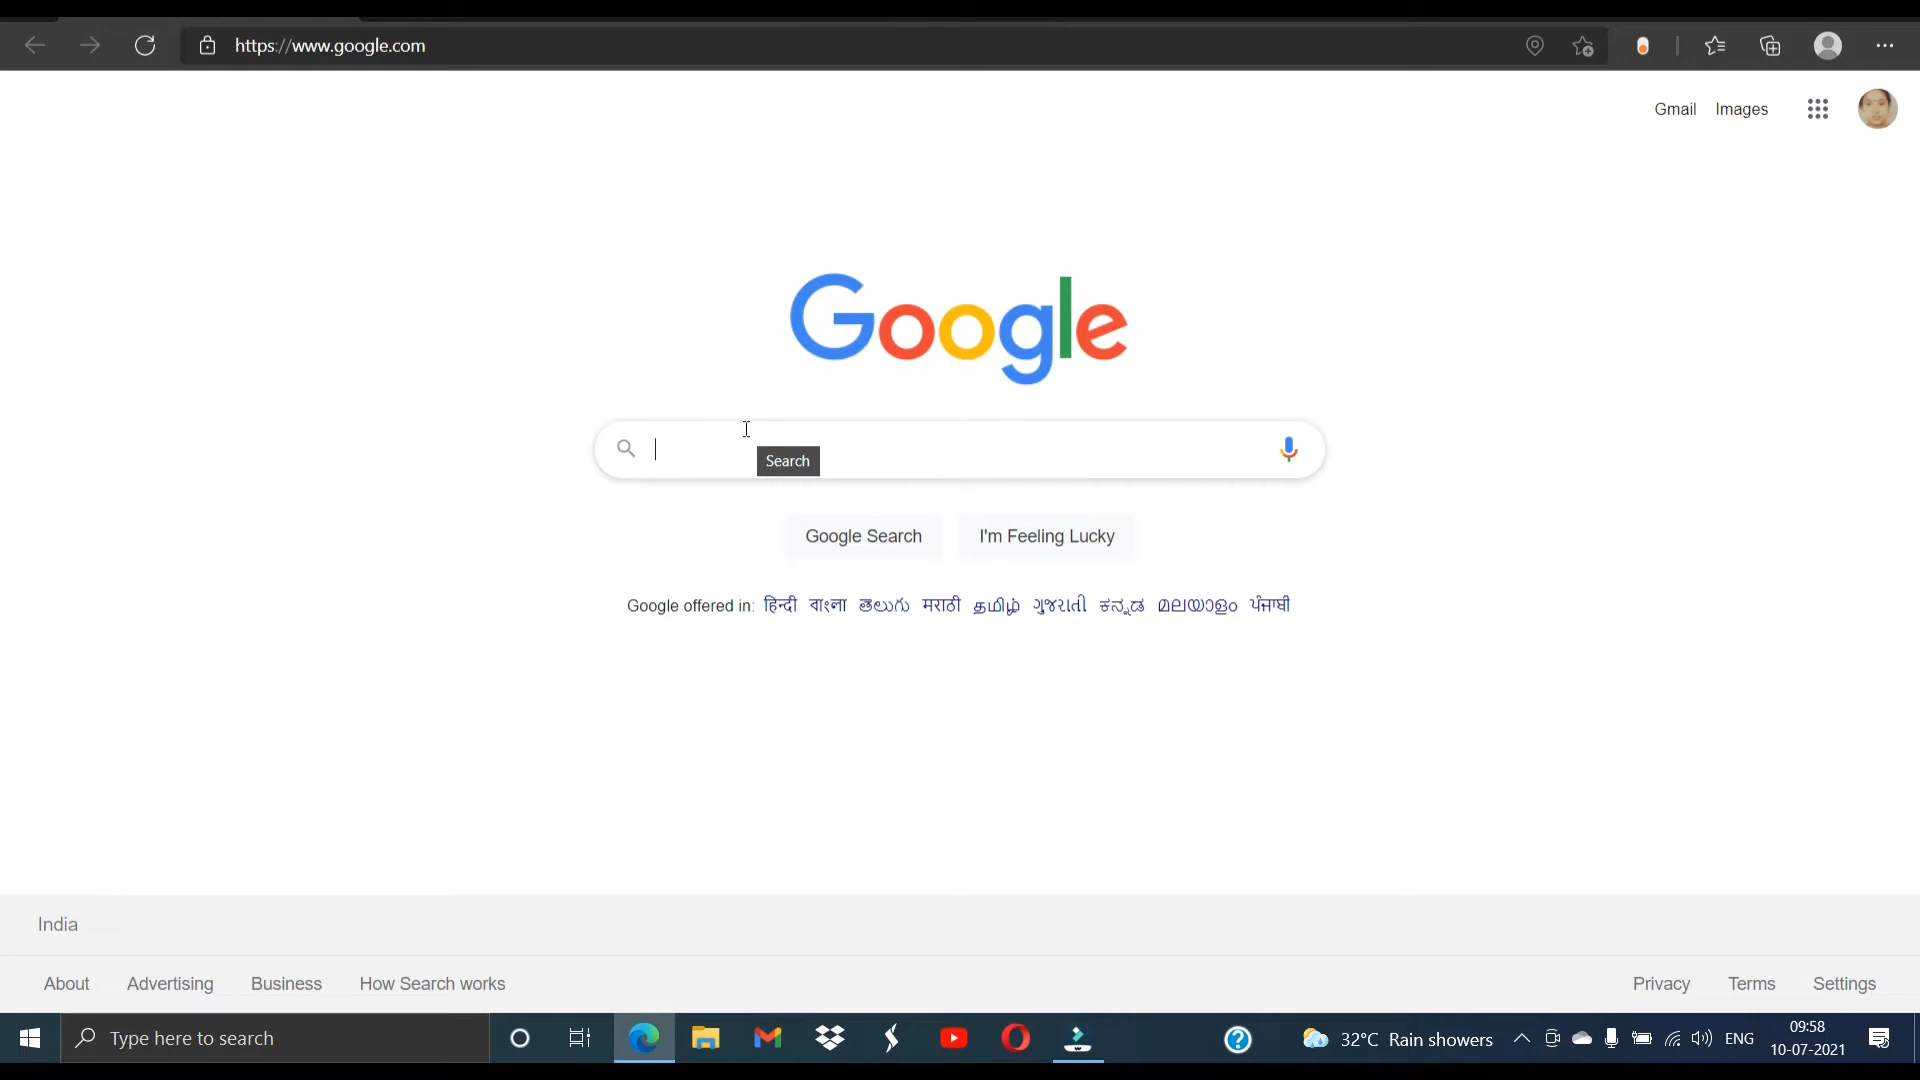 https://www.google.com
Gmail Images
Google
Search
Google Search I'm Feeling Lucky
Google offered in: हिन्दी বাংলা తెలుగు मराठी தமிழ் ગુજરાતી ಕನ್ನಡ മലയാളം ਪੰਜਾਬੀ
India
About Advertising Business How Search works Privacy Terms Settings
Type here to search 32°C Rain showers ENG 09:58
10-07-2021